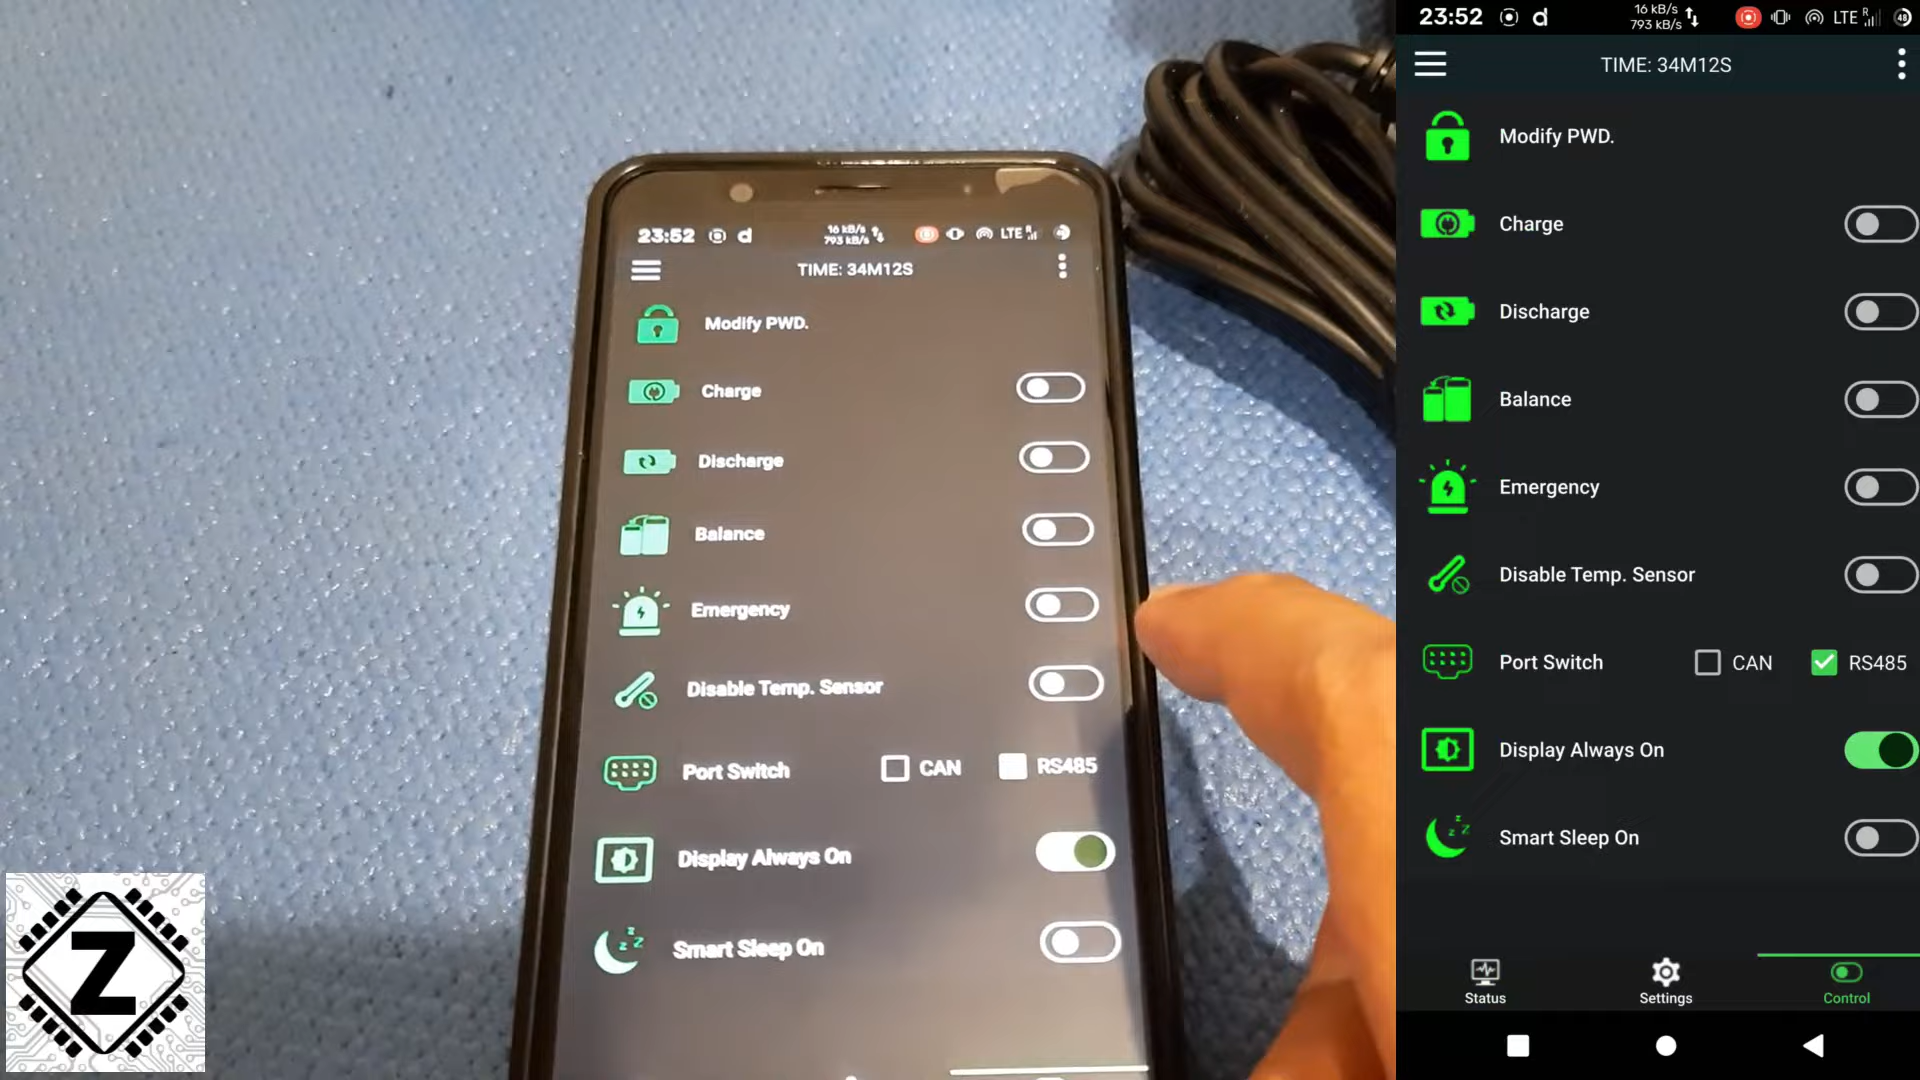 23:52 d 16 kB/s LTE R
793 kB/s
TIME: 34M12S
Modify PWD.
Charge
Discharge
Balance
Emergency
Disable Temp. Sensor
Port Switch CAN RS485
Display Always On
Smart Sleep On
Z
23:52 d 16 kB/s LTE R 48
793 kB/s
TIME: 34M12S
Modify PWD.
Charge
Discharge
Balance
Emergency
Disable Temp. Sensor
Port Switch CAN RS485
Display Always On
Smart Sleep On
Status Settings Control